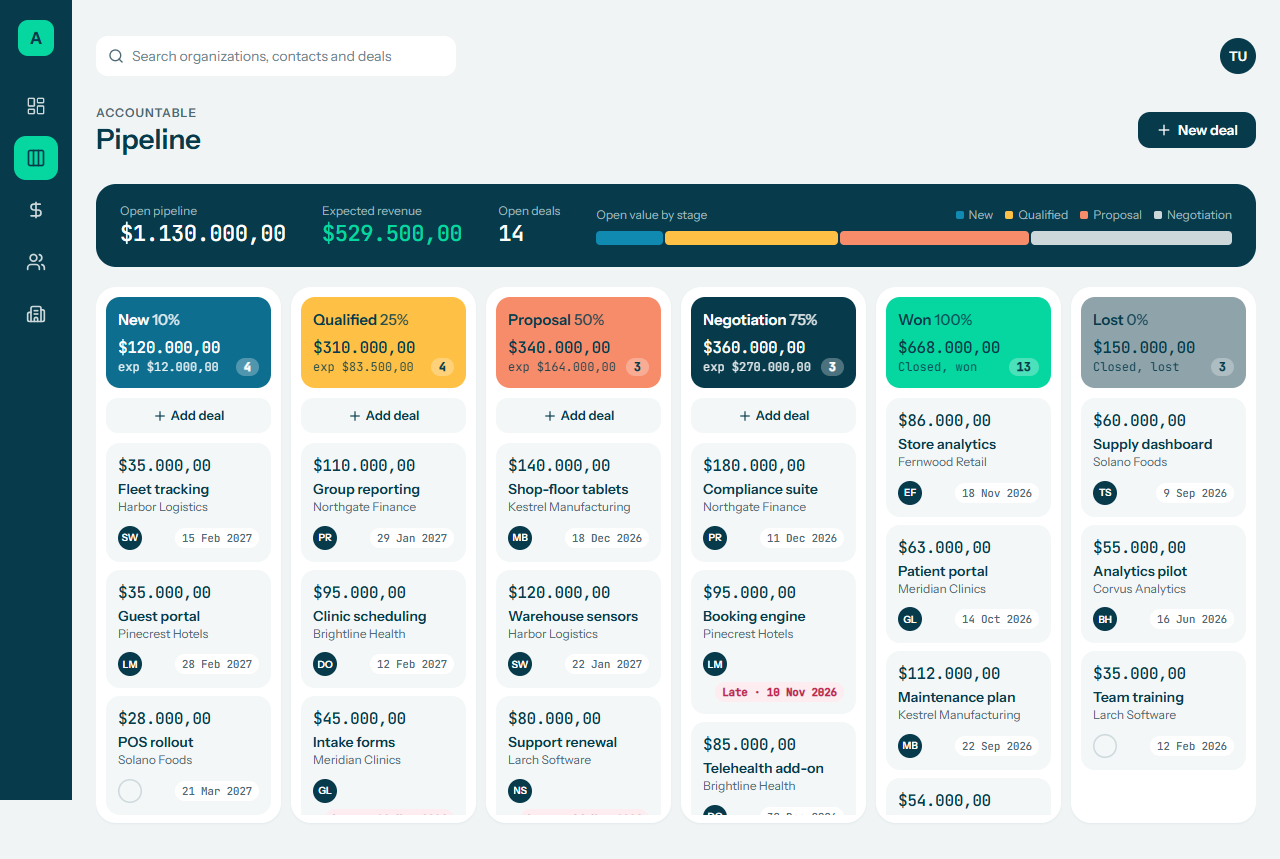 A
Search organizations, contacts and deals
TU
ACCOUNTABLE
Pipeline
New deal
Open pipeline
$1.130.000,00
Expected revenue
$529.500,00
Open deals
14
Open value by stage
New
Qualified
Proposal
Negotiation
New 10%
$120.000,00
exp $12.000,00
4
Add deal
$35.000,00
Fleet tracking
Harbor Logistics
SW
15 Feb 2027
$35.000,00
Guest portal
Pinecrest Hotels
LM
28 Feb 2027
$28.000,00
POS rollout
Solano Foods
21 Mar 2027
Qualified 25%
$310.000,00
exp $83.500,00
4
Add deal
$110.000,00
Group reporting
Northgate Finance
PR
29 Jan 2027
$95.000,00
Clinic scheduling
Brightline Health
DO
12 Feb 2027
$45.000,00
Intake forms
Meridian Clinics
GL
Proposal 50%
$340.000,00
exp $164.000,00
3
Add deal
$140.000,00
Shop-floor tablets
Kestrel Manufacturing
MB
18 Dec 2026
$120.000,00
Warehouse sensors
Harbor Logistics
SW
22 Jan 2027
$80.000,00
Support renewal
Larch Software
NS
Negotiation 75%
$360.000,00
exp $270.000,00
3
Add deal
$180.000,00
Compliance suite
Northgate Finance
PR
11 Dec 2026
$95.000,00
Booking engine
Pinecrest Hotels
LM
Late · 10 Nov 2026
$85.000,00
Telehealth add-on
Brightline Health
Won 100%
$668.000,00
Closed, won
13
$86.000,00
Store analytics
Fernwood Retail
EF
18 Nov 2026
$63.000,00
Patient portal
Meridian Clinics
GL
14 Oct 2026
$112.000,00
Maintenance plan
Kestrel Manufacturing
MB
22 Sep 2026
$54.000,00
Lost 0%
$150.000,00
Closed, lost
3
$60.000,00
Supply dashboard
Solano Foods
TS
9 Sep 2026
$55.000,00
Analytics pilot
Corvus Analytics
BH
16 Jun 2026
$35.000,00
Team training
Larch Software
12 Feb 2026